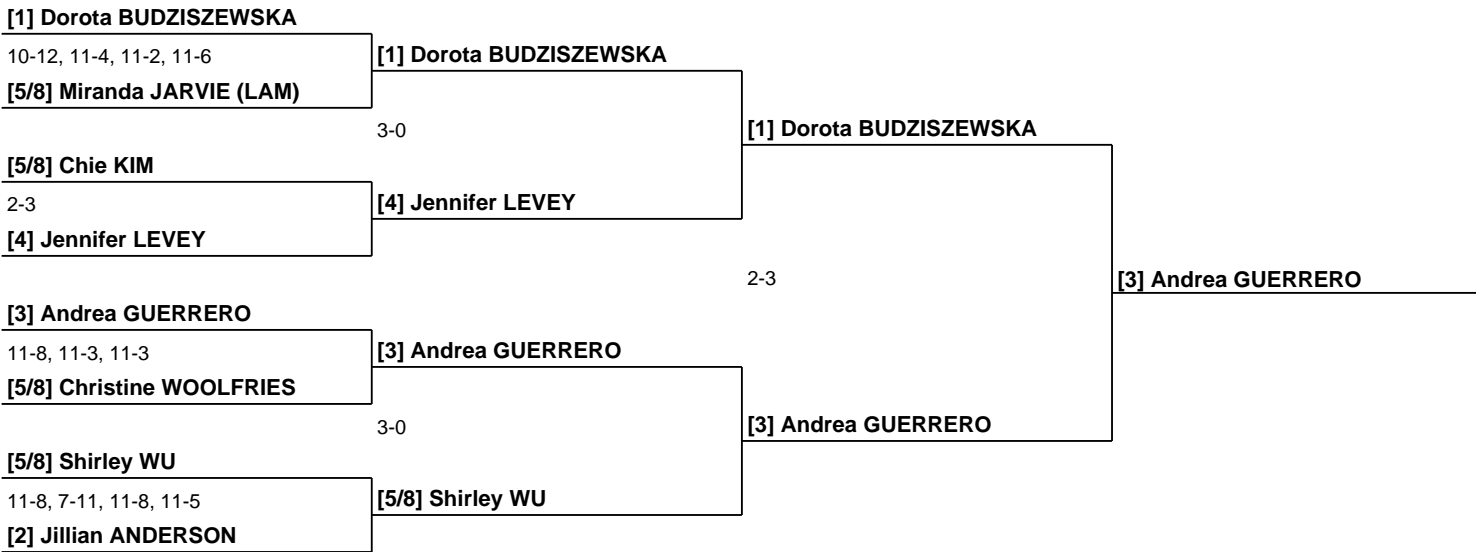 [1] Dorota BUDZISZEWSKA
10-12, 11-4, 11-2, 11-6
[1] Dorota BUDZISZEWSKA
[5/8] Miranda JARVIE (LAM)
3-0
[1] Dorota BUDZISZEWSKA
[5/8] Chie KIM
2-3
[4] Jennifer LEVEY
[4] Jennifer LEVEY
2-3
[3] Andrea GUERRERO
[3] Andrea GUERRERO
11-8, 11-3, 11-3
[3] Andrea GUERRERO
[5/8] Christine WOOLFRIES
3-0
[3] Andrea GUERRERO
[5/8] Shirley WU
11-8, 7-11, 11-8, 11-5
[5/8] Shirley WU
[2] Jillian ANDERSON